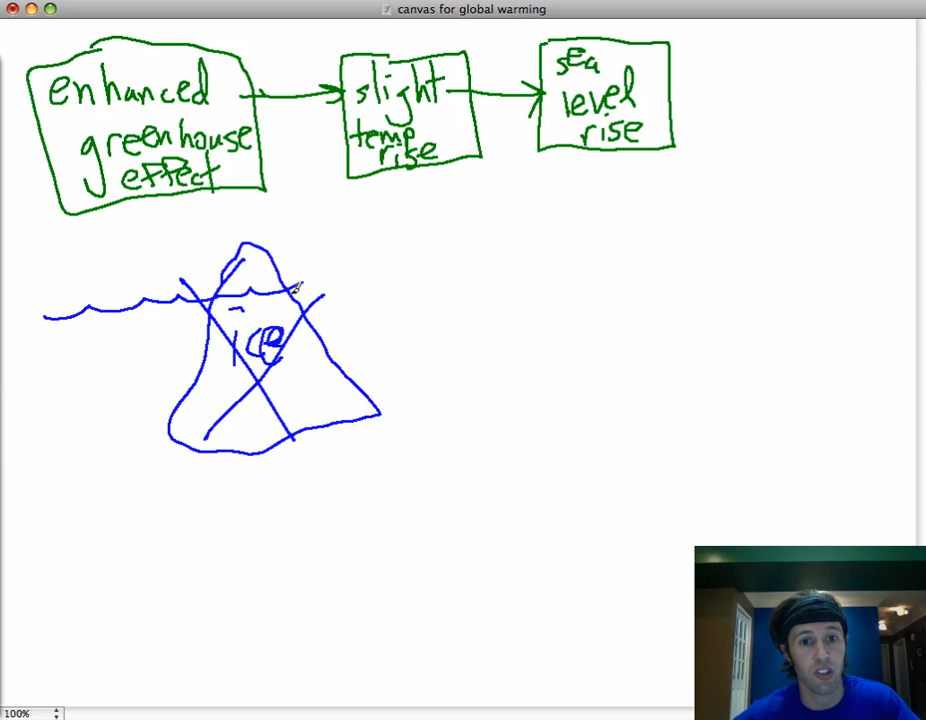 canvas for global warming
enhanced
greenhouse
effect
slight
temp
rise
sea
level
rise
ice
100%